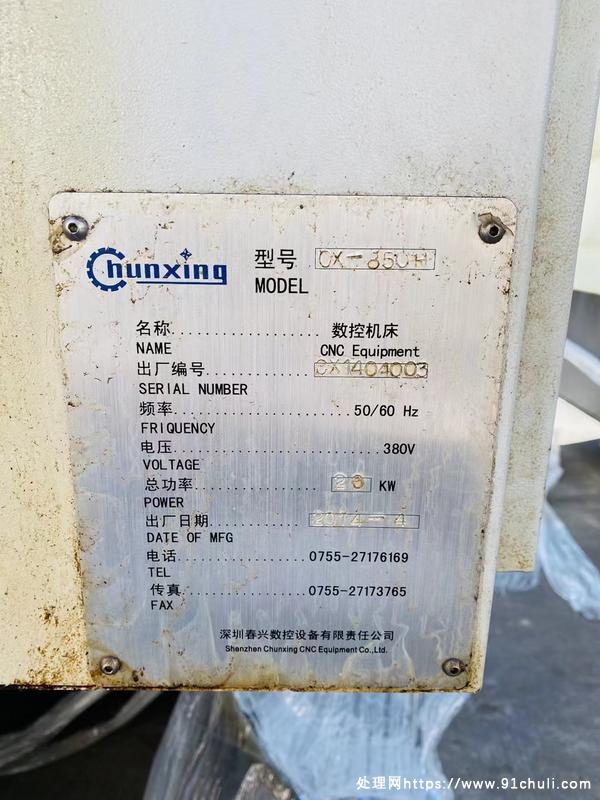 Chunxing
型号 CX-850H
MODEL
名称................ 数控机床
NAME CNC Equipment
出厂编号............... CX1404003
SERIAL NUMBER
频率....................50/60 Hz
FRIQUENCY
电压........................380V
VOLTAGE
总功率................ KW
POWER
出厂日期............. 2014-4
DATE OF MFG
电话............ 0755-27176169
TEL
传真............ 0755-27173765
FAX
深圳春兴数控设备有限责任公司
Shenzhen Chunxing CNC Equipment Co.,Ltd.
处理网https://www.91chuli.com